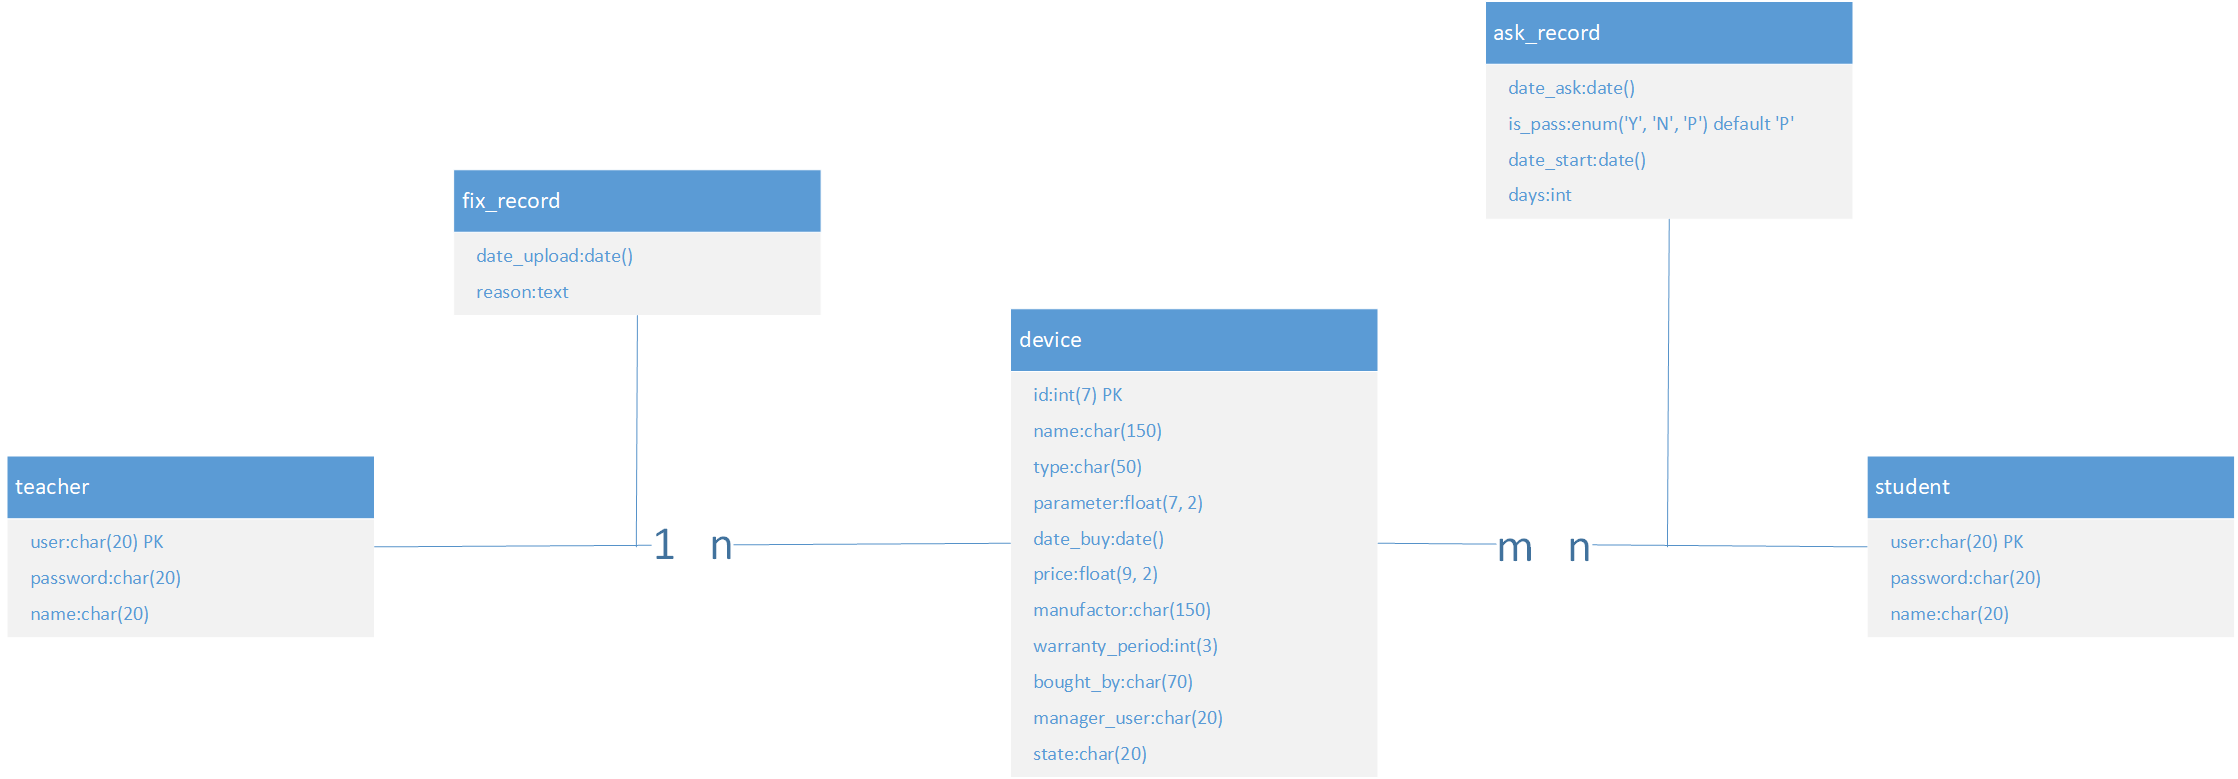 ask_record
date_ask:date()
is_pass:enum('Y', 'N', 'P') default 'P'
date_start:date()
days:int
fix_record
date_upload:date()
reason:text
device
id:int(7) PK
name:char(150)
type:char(50)
parameter:float(7, 2)
date_buy:date()
price:float(9, 2)
manufactor:char(150)
warranty_period:int(3)
bought_by:char(70)
manager_user:char(20)
state:char(20)
teacher
user:char(20) PK
password:char(20)
name:char(20)
1 n
m n
student
user:char(20) PK
password:char(20)
name:char(20)